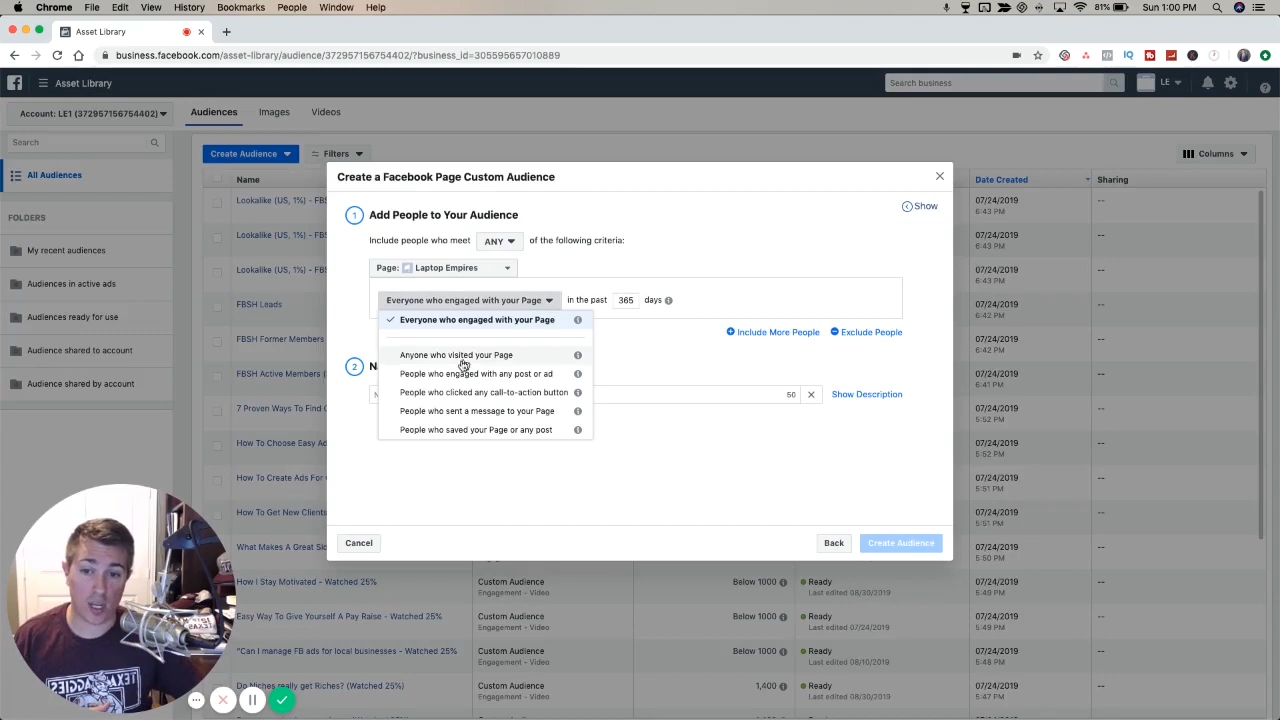 Chrome File Edit View History Bookmarks People Window Help 81% Sun 1:00 PM
Asset Library
business.facebook.com/asset-library/audience/372957156754402/?business_id=305595657010889
Asset Library Search business LE
Account: LE1 (372957156754402) Audiences Images Videos
Search Create Audience Filters Columns
All Audiences
Name Date Created Sharing
FOLDERS
My recent audiences
Audiences in active ads
Audiences ready for use
Audience shared to account
Audience shared by account
Create a Facebook Page Custom Audience
1 Add People to Your Audience Show
Include people who meet ANY of the following criteria:
Page: Laptop Empires
Everyone who engaged with your Page in the past 365 days
Everyone who engaged with your Page
Anyone who visited your Page
People who engaged with any post or ad
People who clicked any call-to-action button
People who sent a message to your Page
People who saved your Page or any post
Include More People Exclude People
2
50 Show Description
Cancel Back Create Audience
Lookalike (US, 1%) - FBS 07/24/2019 --
6:43 PM
Lookalike (US, 1%) - FBS 07/24/2019 --
6:43 PM
Lookalike (US, 1%) - FBS 07/24/2019 --
6:43 PM
FBSH Leads 07/24/2019 --
6:43 PM
FBSH Former Members 07/24/2019 --
6:42 PM
FBSH Active Members 07/24/2019 --
6:41 PM
7 Proven Ways To Find 07/24/2019 --
5:52 PM
How To Choose Easy Ad 07/24/2019 --
5:52 PM
How To Create Ads For 07/24/2019 --
5:51 PM
How To Get New Clients 07/24/2019 --
5:51 PM
What Makes A Great 07/24/2019 --
5:50 PM
How I Stay Motivated - Watched 25% Custom Audience Below 1000 Ready 07/24/2019 --
Engagement - Video Last edited 08/30/2019 5:49 PM
Easy Way To Give Yourself A Pay Raise - Watched 25% Custom Audience Below 1000 Ready 07/24/2019 --
Engagement - Video Last edited 07/24/2019 5:49 PM
"Can I manage FB ads for local businesses - Watched 25% Custom Audience Below 1000 Ready 07/24/2019 --
Engagement - Video Last edited 08/10/2019 5:48 PM
Do Niches really get Riches? (Watched 25%) Custom Audience 1,400 Ready 07/24/2019 --
Engagement - Video Last edited 08/30/2019 5:47 PM
TEXAS AGGIES